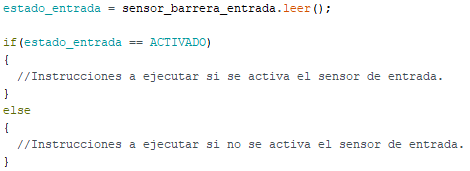 estado_entrada = sensor_barrera_entrada.leer();
if(estado_entrada == ACTIVADO)
{
//Instrucciones a ejecutar si se activa el sensor de entrada.
}
else
{
//Instrucciones a ejecutar si no se activa el sensor de entrada.
}